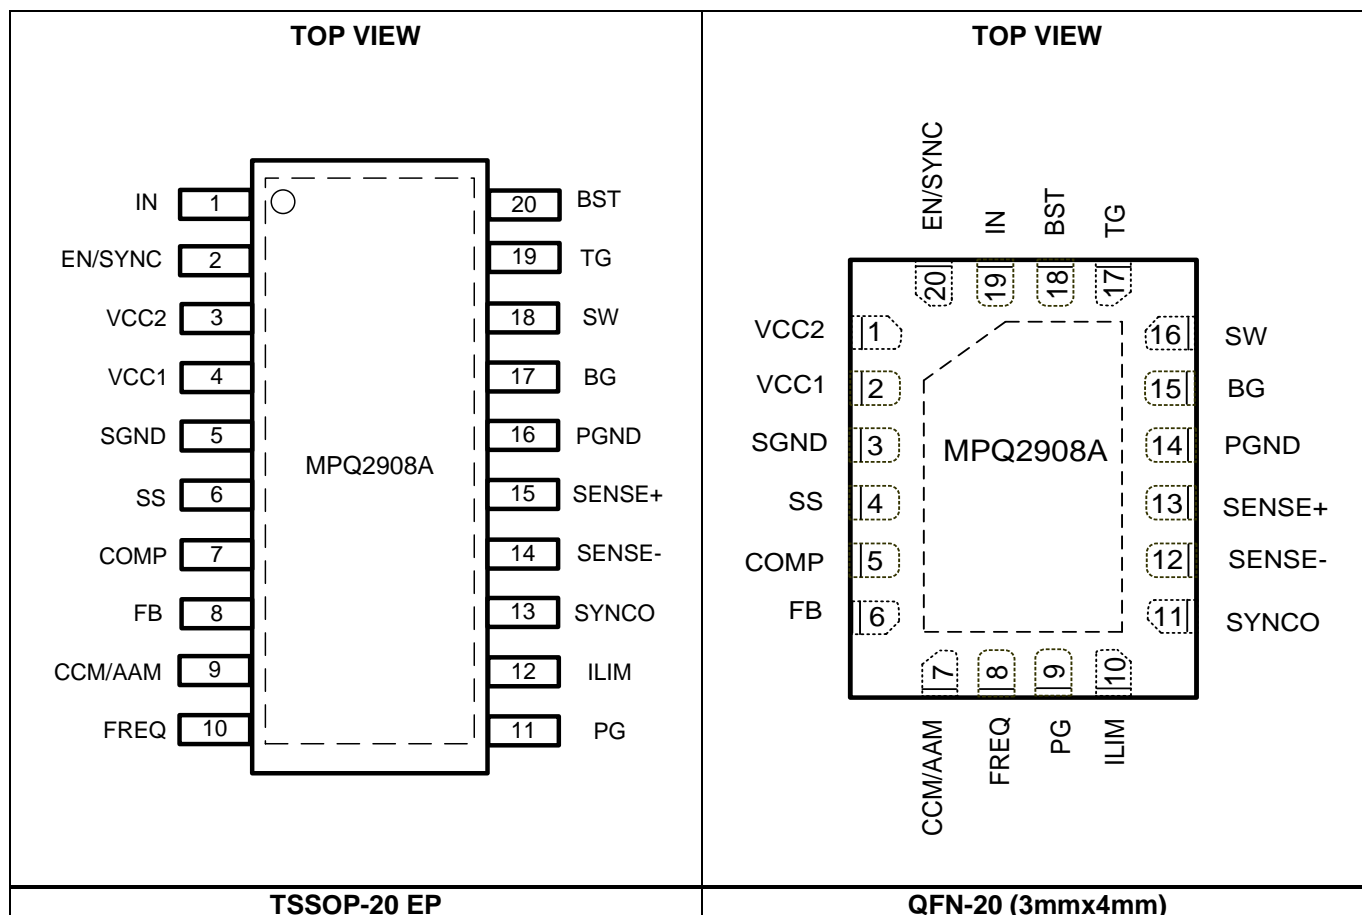 TOP VIEW
IN 1
EN/SYNC 2
VCC2 3
VCC1 4
SGND 5
SS 6
COMP 7
FB 8
CCM/AAM 9
FREQ 10
20 BST
19 TG
18 SW
17 BG
16 PGND
15 SENSE+
14 SENSE-
13 SYNCO
12 ILIM
11 PG
MPQ2908A
TSSOP-20 EP
TOP VIEW
EN/SYNC
IN
BST
TG
20
19
18
17
VCC2 1
VCC1 2
SGND 3
SS 4
COMP 5
FB 6
16 SW
15 BG
14 PGND
13 SENSE+
12 SENSE-
11 SYNCO
MPQ2908A
7
8
9
10
CCM/AAM
FREQ
PG
ILIM
QFN-20 (3mmx4mm)